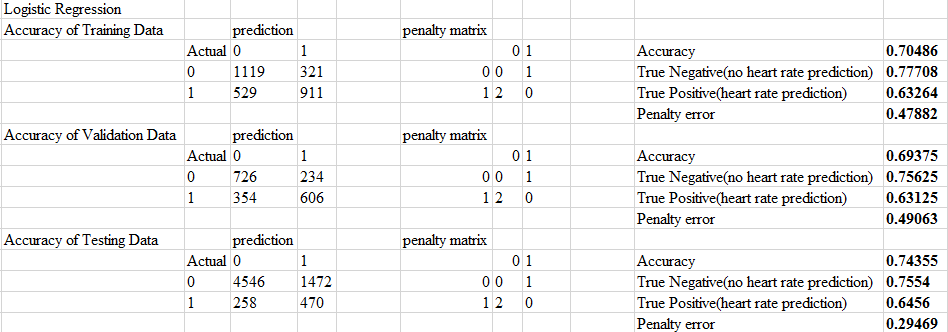 Logistic Regression
Accuracy of Training Data prediction penalty matrix
Actual 0 1 0 1 Accuracy 0.70486
0 1119 321 0 0 1 True Negative(no heart rate prediction) 0.77708
1 529 911 1 2 0 True Positive(heart rate prediction) 0.63264
Penalty error 0.47882
Accuracy of Validation Data prediction penalty matrix
Actual 0 1 0 1 Accuracy 0.69375
0 726 234 0 0 1 True Negative(no heart rate prediction) 0.75625
1 354 606 1 2 0 True Positive(heart rate prediction) 0.63125
Penalty error 0.49063
Accuracy of Testing Data prediction penalty matrix
Actual 0 1 0 1 Accuracy 0.74355
0 4546 1472 0 0 1 True Negative(no heart rate prediction) 0.7554
1 258 470 1 2 0 True Positive(heart rate prediction) 0.6456
Penalty error 0.29469